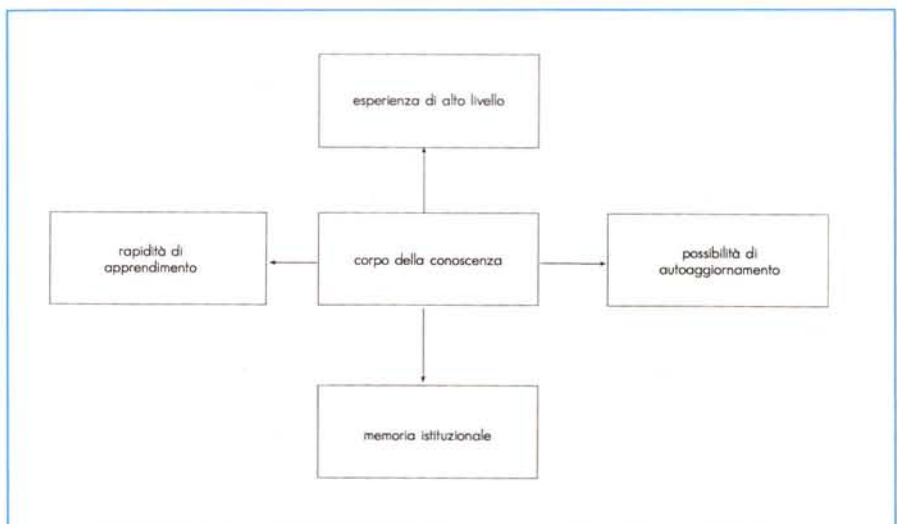 esperienza di alto livello
rapidità di
apprendimento
corpo della conoscenza
possibilità di
autoaggiornamento
memoria istituzionale